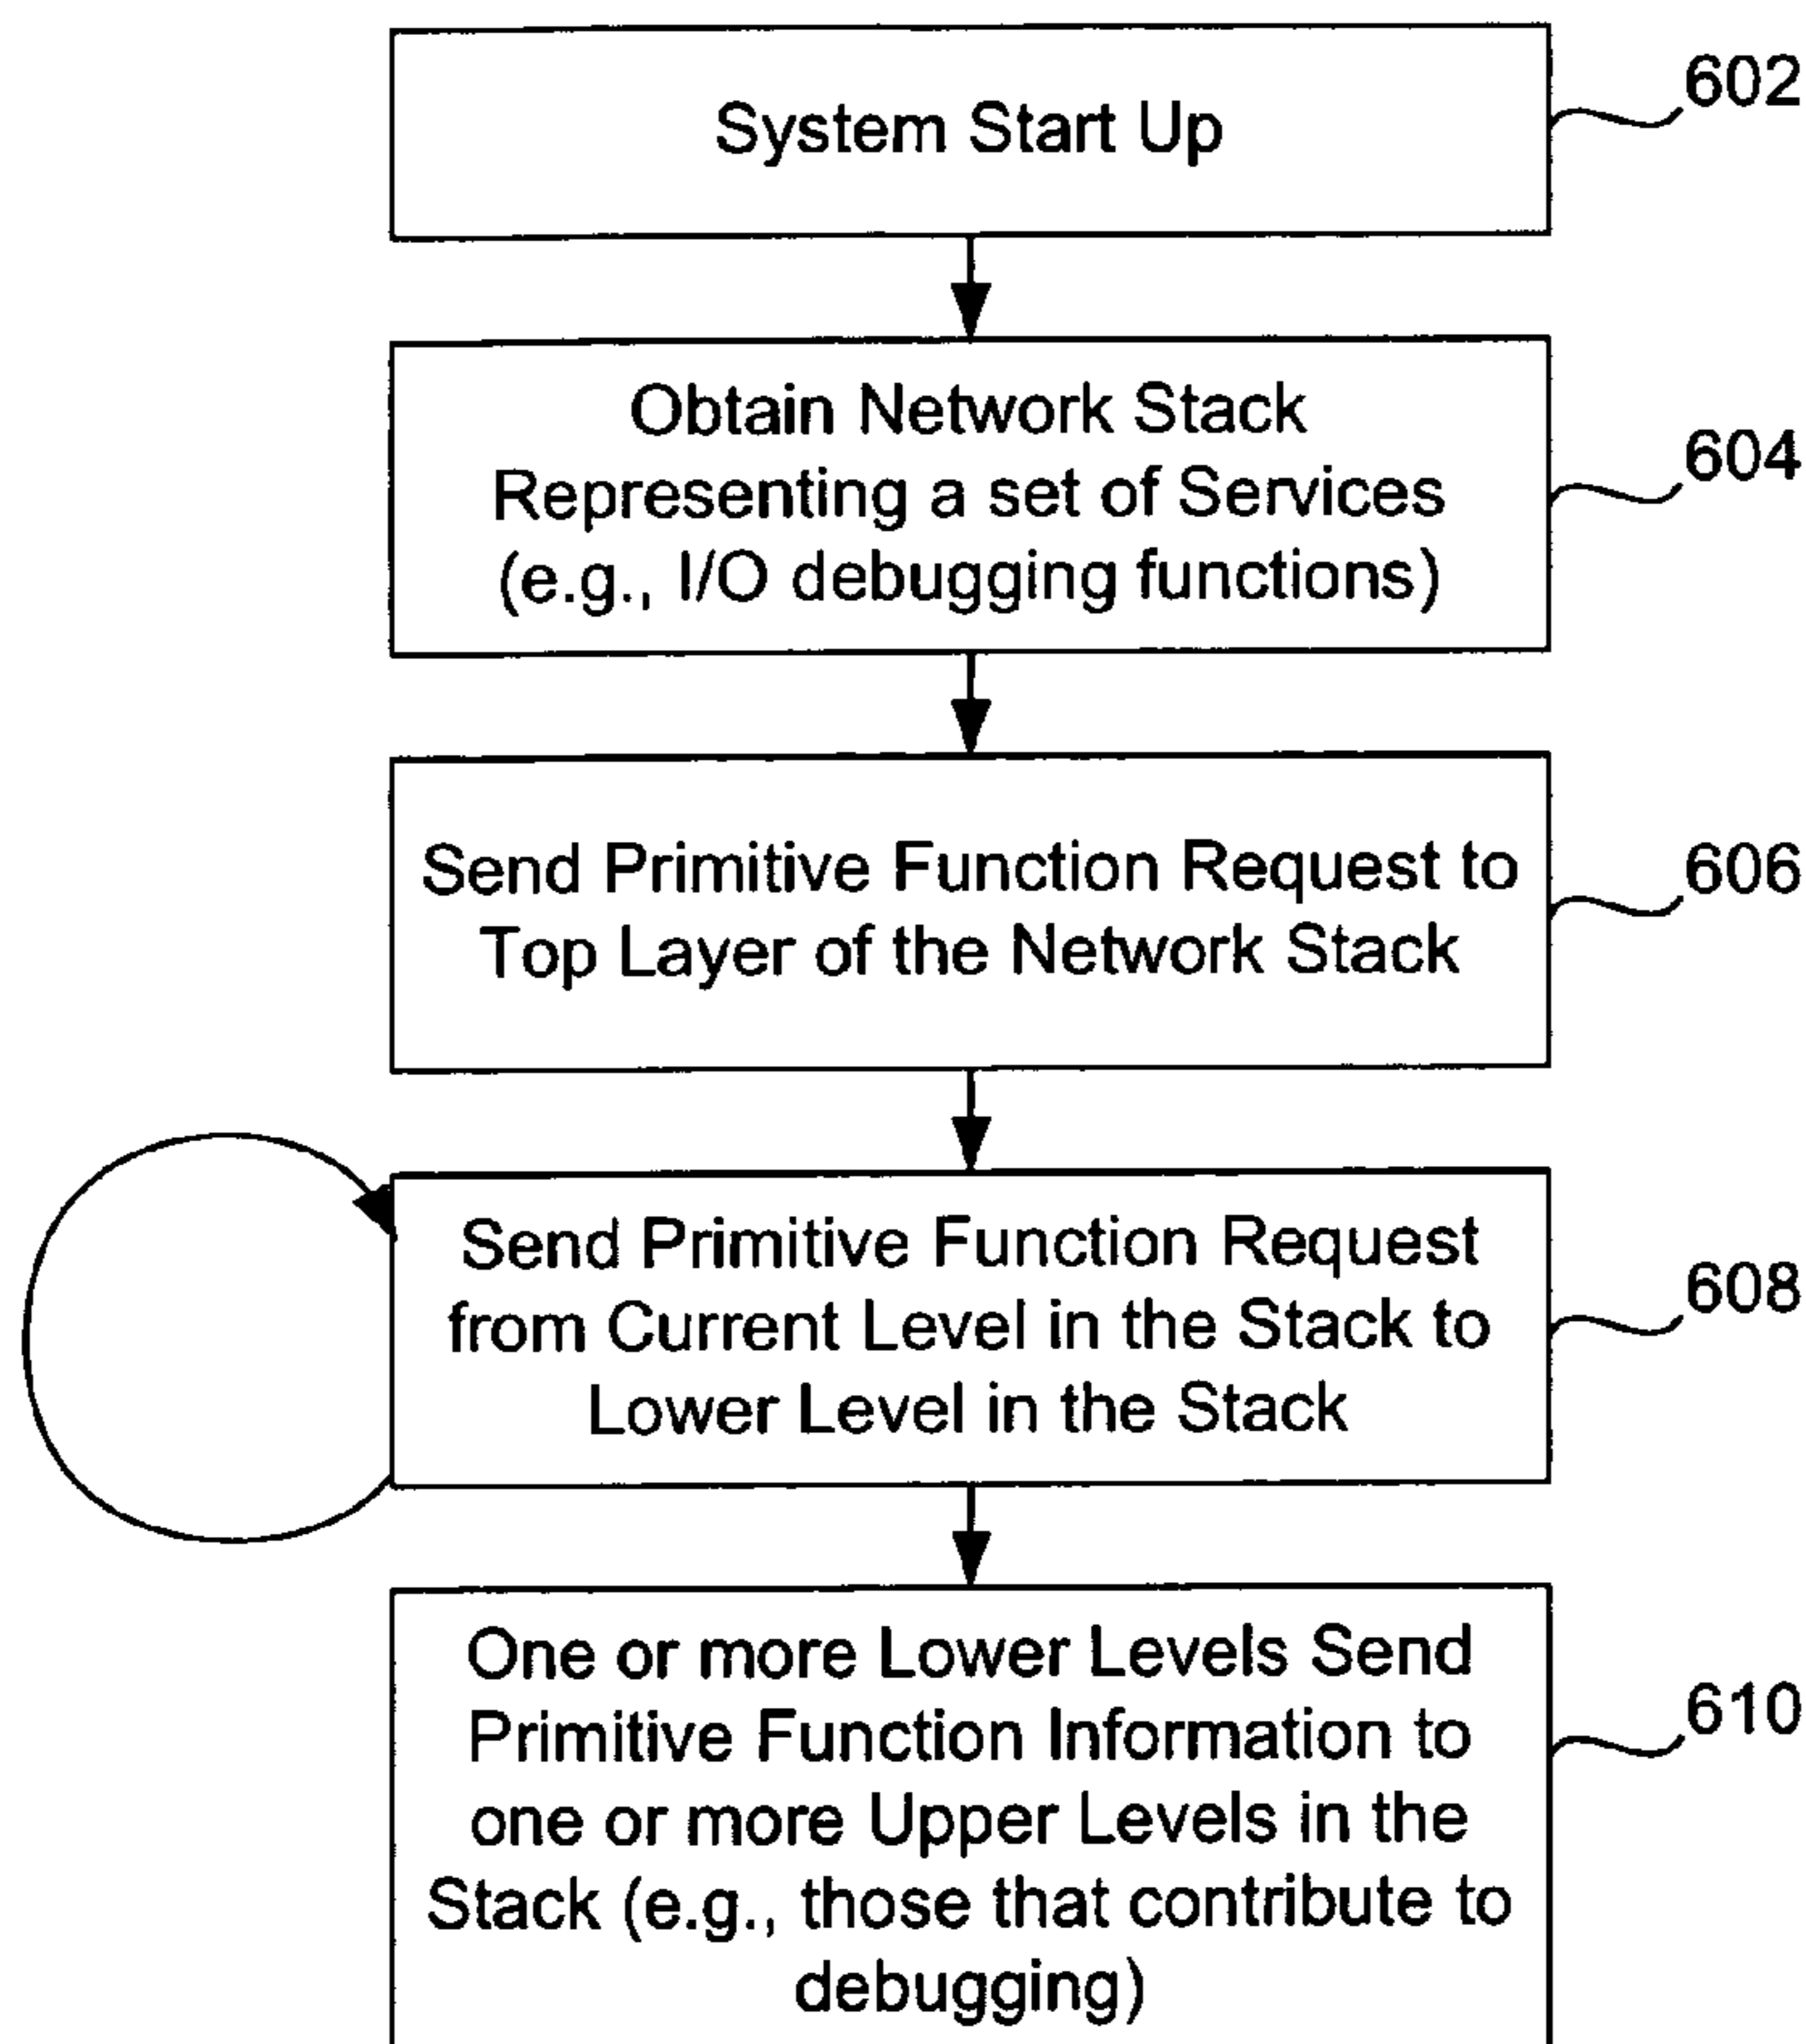 System Start Up
602
Obtain Network Stack
Representing a set of Services
(e.g., I/O debugging functions)
604
Send Primitive Function Request to
Top Layer of the Network Stack
606
Send Primitive Function Request
from Current Level in the Stack to
Lower Level in the Stack
608
One or more Lower Levels Send
Primitive Function Information to
one or more Upper Levels in the
Stack (e.g., those that contribute to
debugging)
610